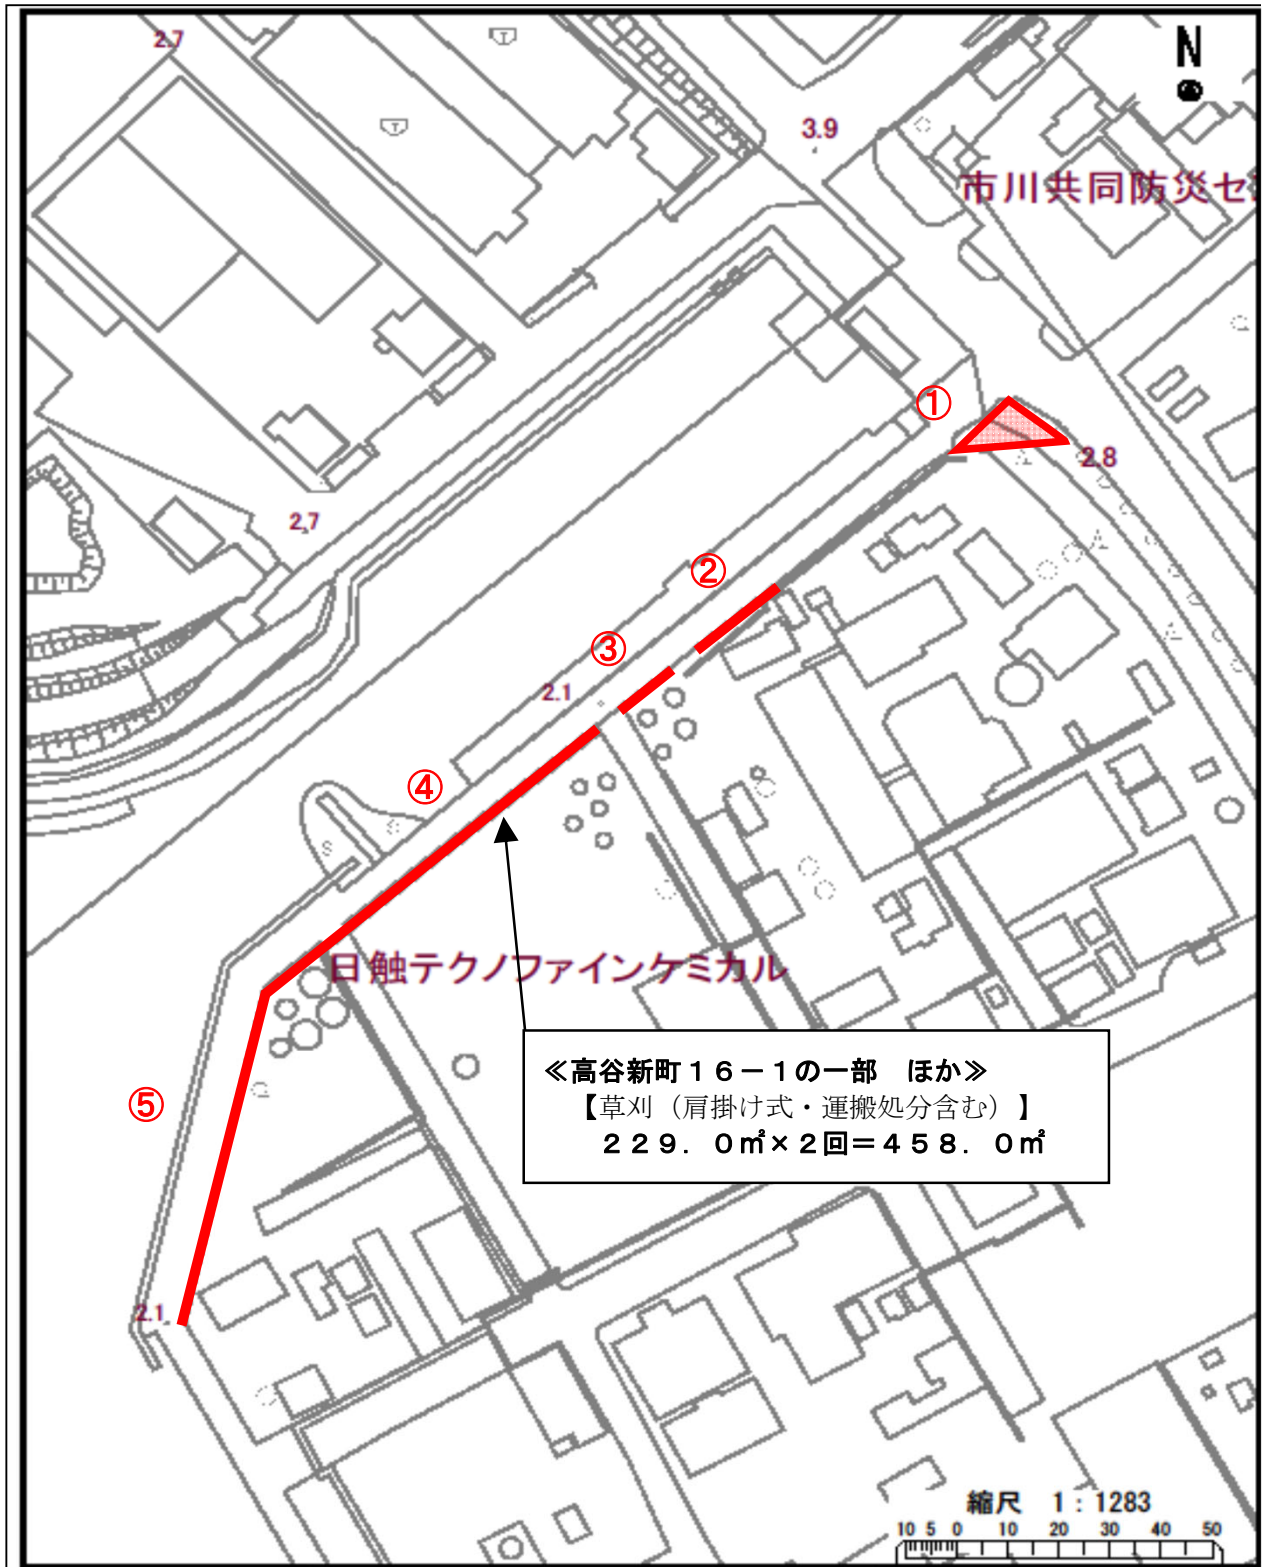 2.7
N
3.9
市川共同防災セ
①
2.8
2.7
②
③
2.1
④
日触テクノファインケミカル
≪高谷新町１６－１の一部　ほか≫
【草刈（肩掛け式・運搬処分含む）】
２２９．０㎡×２回＝４５８．０㎡
⑤
2.1
縮尺 1：1283
10 5 0 10 20 30 40 50